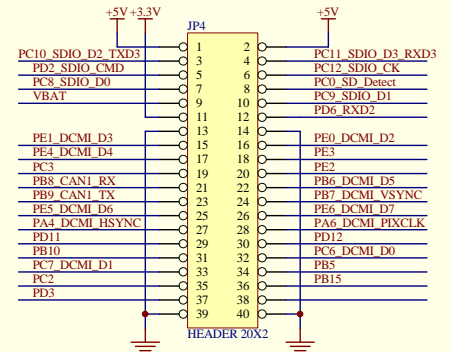 +5V +3.3V JP4 +5V
1 2
PC10_SDIO_D2_TXD3 3 4 PC11_SDIO_D3_RXD3
PD2_SDIO_CMD 5 6 PC12_SDIO_CK
PC8_SDIO_D0 7 8 PC0_SD_Detect
VBAT 9 10 PC9_SDIO_D1
11 12 PD6_RXD2
13 14
PE1_DCMI_D3 15 16 PE0_DCMI_D2
PE4_DCMI_D4 17 18 PE3
PC3 19 20 PE2
PB8_CAN1_RX 21 22 PB6_DCMI_D5
PB9_CAN1_TX 23 24 PB7_DCMI_VSYNC
PE5_DCMI_D6 25 26 PE6_DCMI_D7
PA4_DCMI_HSYNC 27 28 PA6_DCMI_PIXCLK
PD11 29 30 PD12
PB10 31 32 PC6_DCMI_D0
PC7_DCMI_D1 33 34 PB5
PC2 35 36 PB15
PD3 37 38
39 40
HEADER 20X2